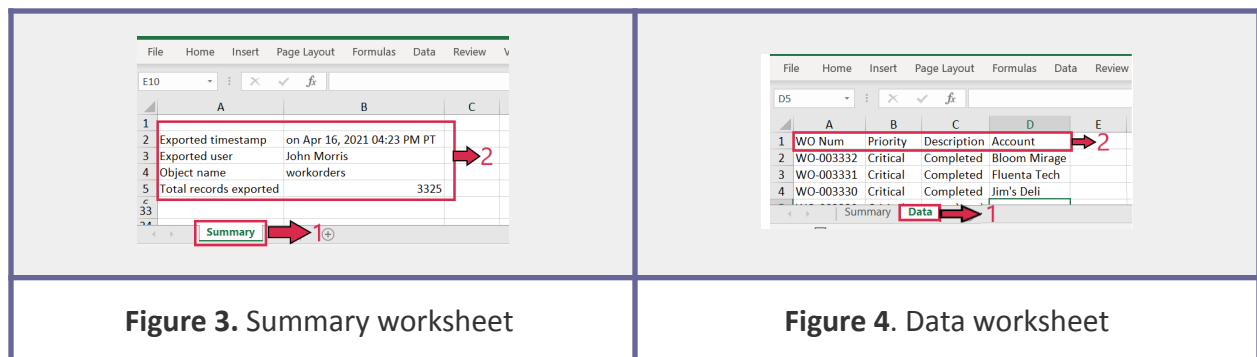 File Home Insert Page Layout Formulas Data Review
E10 fx
A B C
1
2 Exported timestamp on Apr 16, 2021 04:23 PM PT
3 Exported user John Morris
4 Object name workorders
5 Total records exported 3325
33
2
Summary 1
Figure 3. Summary worksheet
File Home Insert Page Layout Formulas Data Review
D5 fx
A B C D E
1 WO Num Priority Description Account 2
2 WO-003332 Critical Completed Bloom Mirage
3 WO-003331 Critical Completed Fluenta Tech
4 WO-003330 Critical Completed Jim's Deli
Summary Data 1
Figure 4. Data worksheet